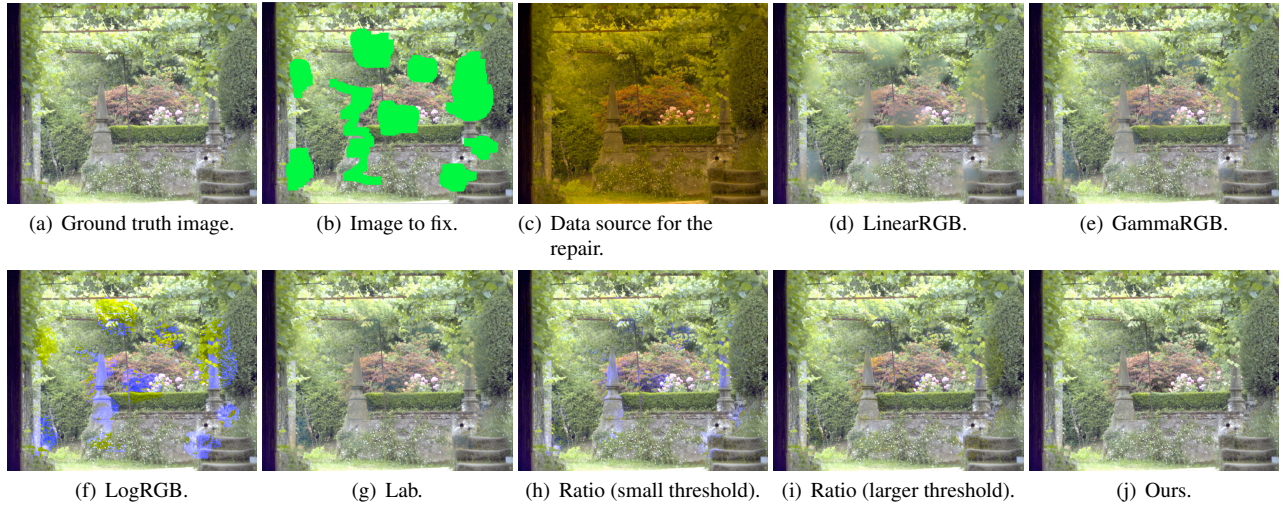 (a) Ground truth image.
(b) Image to fix.
(c) Data source for the
repair.
(d) LinearRGB.
(e) GammaRGB.
(f) LogRGB.
(g) Lab.
(h) Ratio (small threshold).
(i) Ratio (larger threshold).
(j) Ours.